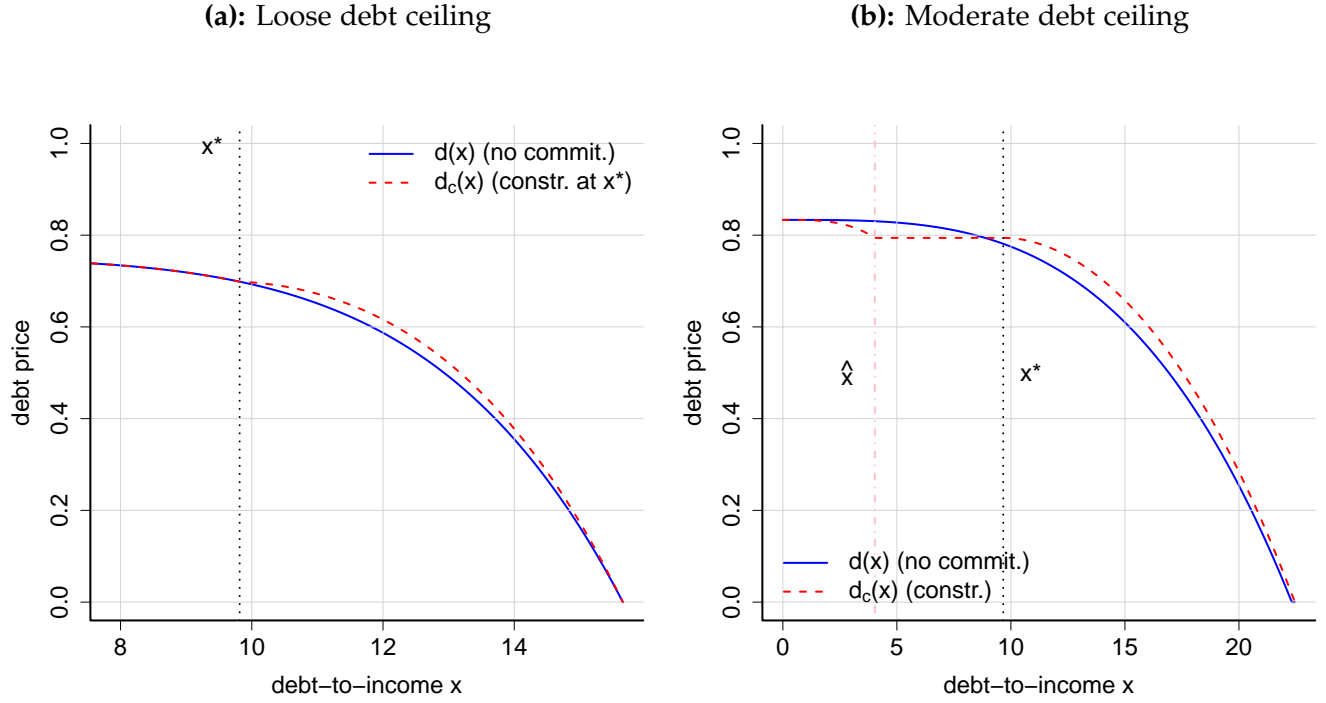 (a): Loose debt ceiling
1.0
0.8
0.6
0.4
0.2
0.0
debt price
x*
d(x) (no commit.)
d_c(x) (constr. at x*)
8
10
12
14
debt−to−income x
(b): Moderate debt ceiling
1.0
0.8
0.6
0.4
0.2
0.0
debt price
x̂
x*
d(x) (no commit.)
d_c(x) (constr.)
0
5
10
15
20
debt−to−income x